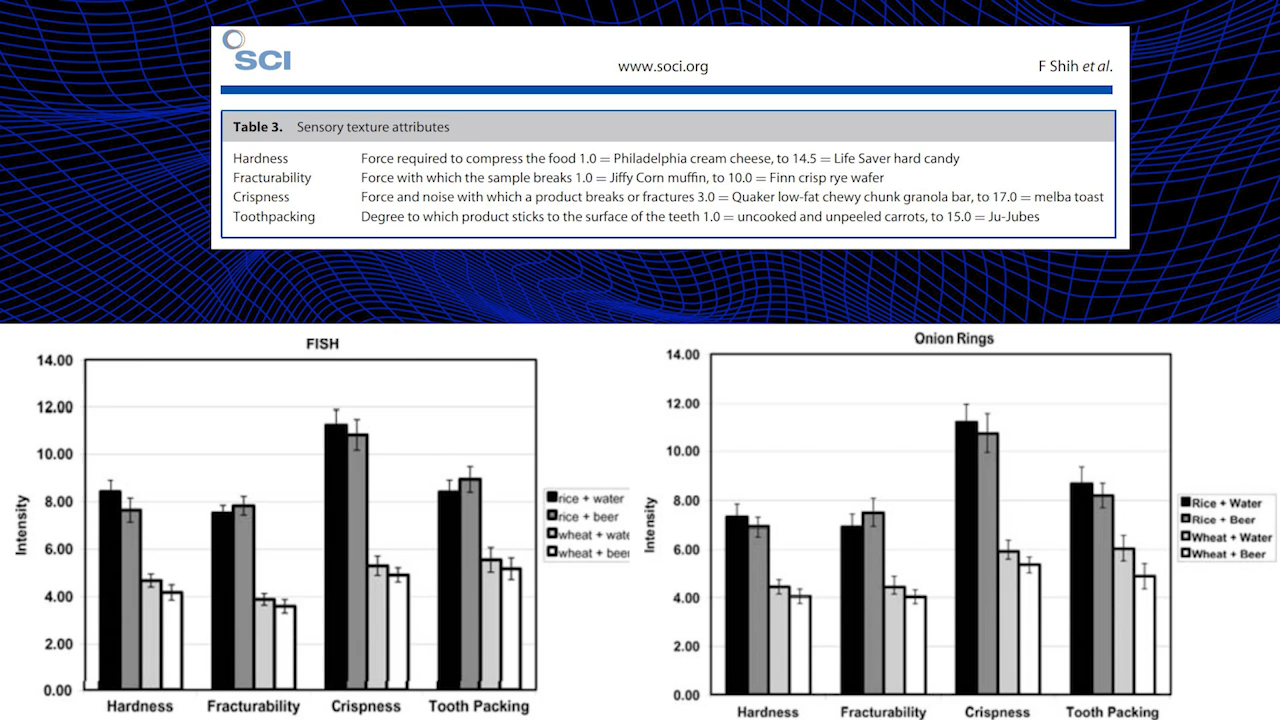 SCI
www.soci.org
F Shih et al.
Table 3. Sensory texture attributes
Hardness Force required to compress the food 1.0 = Philadelphia cream cheese, to 14.5 = Life Saver hard candy
Fracturability Force with which the sample breaks 1.0 = Jiffy Corn muffin, to 10.0 = Finn crisp rye wafer
Crispness Force and noise with which a product breaks or fractures 3.0 = Quaker low-fat chewy chunk granola bar, to 17.0 = melba toast
Toothpacking Degree to which product sticks to the surface of the teeth 1.0 = uncooked and unpeeled carrots, to 15.0 = Ju-Jubes
FISH
14.00
12.00
10.00
8.00
6.00
4.00
2.00
0.00
Intensity
Hardness Fracturability Crispness Tooth Packing
rice + water
rice + beer
wheat + wate
wheat + beer
Onion Rings
14.00
12.00
10.00
8.00
6.00
4.00
2.00
0.00
Intensity
Hardness Fracturability Crispness Tooth Packing
Rice + Water
Rice + Beer
Wheat + Water
Wheat + Beer